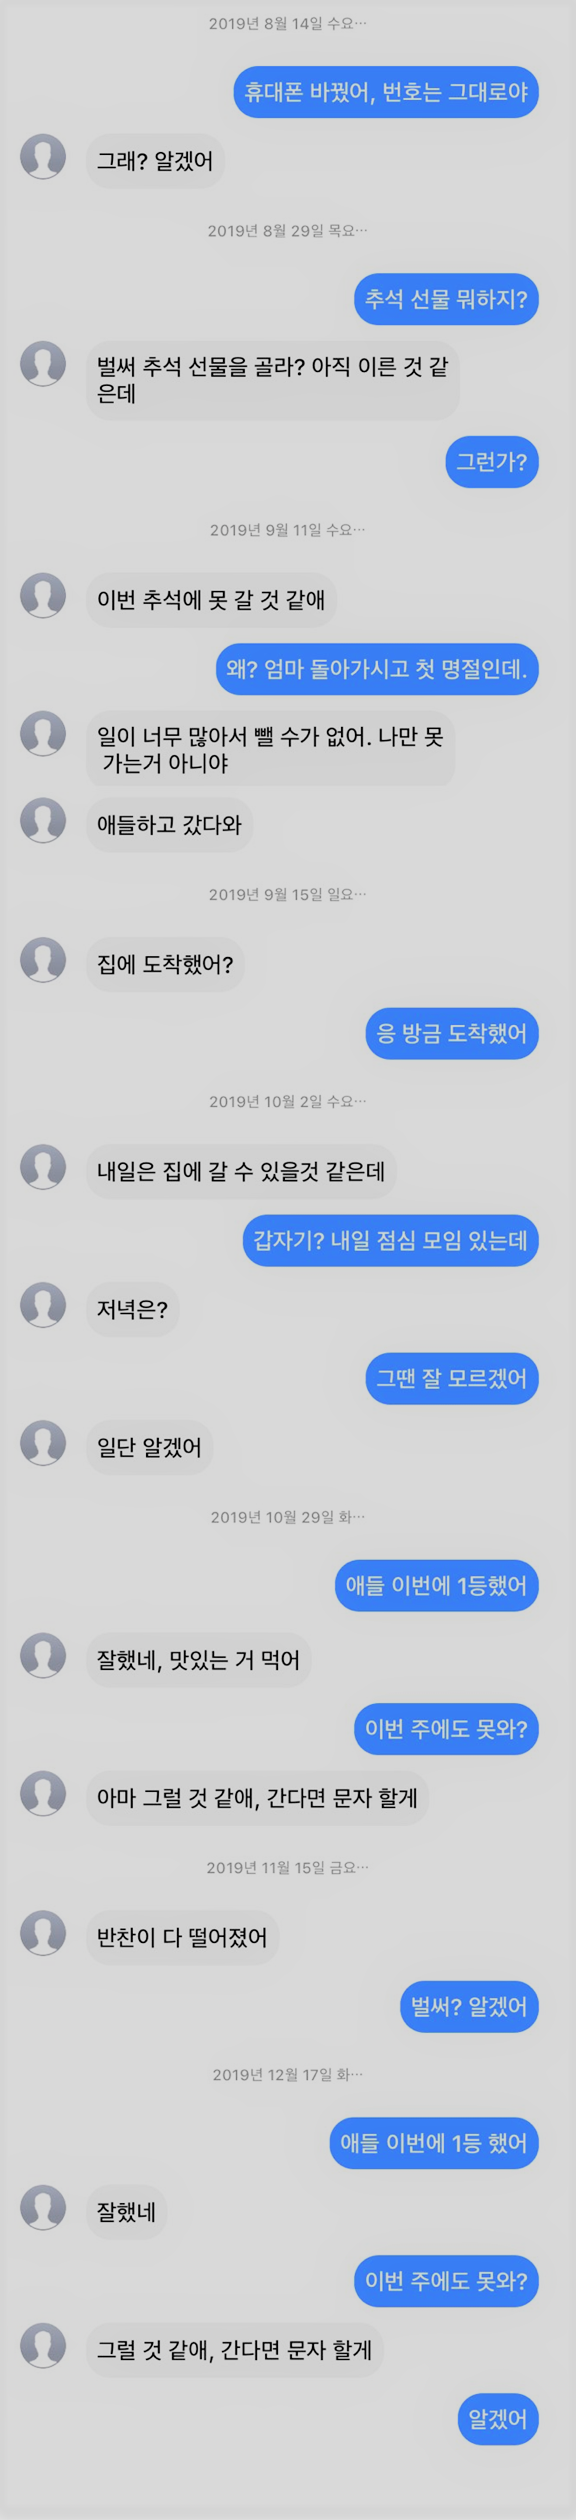 2019년 8월 14일 수요…
휴대폰 바꿨어, 번호는 그대로야
그래? 알겠어
2019년 8월 29일 목요…
추석 선물 뭐하지?
벌써 추석 선물을 골라? 아직 이른 것 같
은데
그런가?
2019년 9월 11일 수요…
이번 추석에 못 갈 것 같애
왜? 엄마 돌아가시고 첫 명절인데.
일이 너무 많아서 뺄 수가 없어. 나만 못
가는거 아니야
애들하고 갔다와
2019년 9월 15일 일요…
집에 도착했어?
응 방금 도착했어
2019년 10월 2일 수요…
내일은 집에 갈 수 있을것 같은데
갑자기? 내일 점심 모임 있는데
저녁은?
그땐 잘 모르겠어
일단 알겠어
2019년 10월 29일 화…
애들 이번에 1등했어
잘했네, 맛있는 거 먹어
이번 주에도 못와?
아마 그럴 것 같애, 간다면 문자 할게
2019년 11월 15일 금요…
반찬이 다 떨어졌어
벌써? 알겠어
2019년 12월 17일 화…
애들 이번에 1등 했어
잘했네
이번 주에도 못와?
그럴 것 같애, 간다면 문자 할게
알겠어